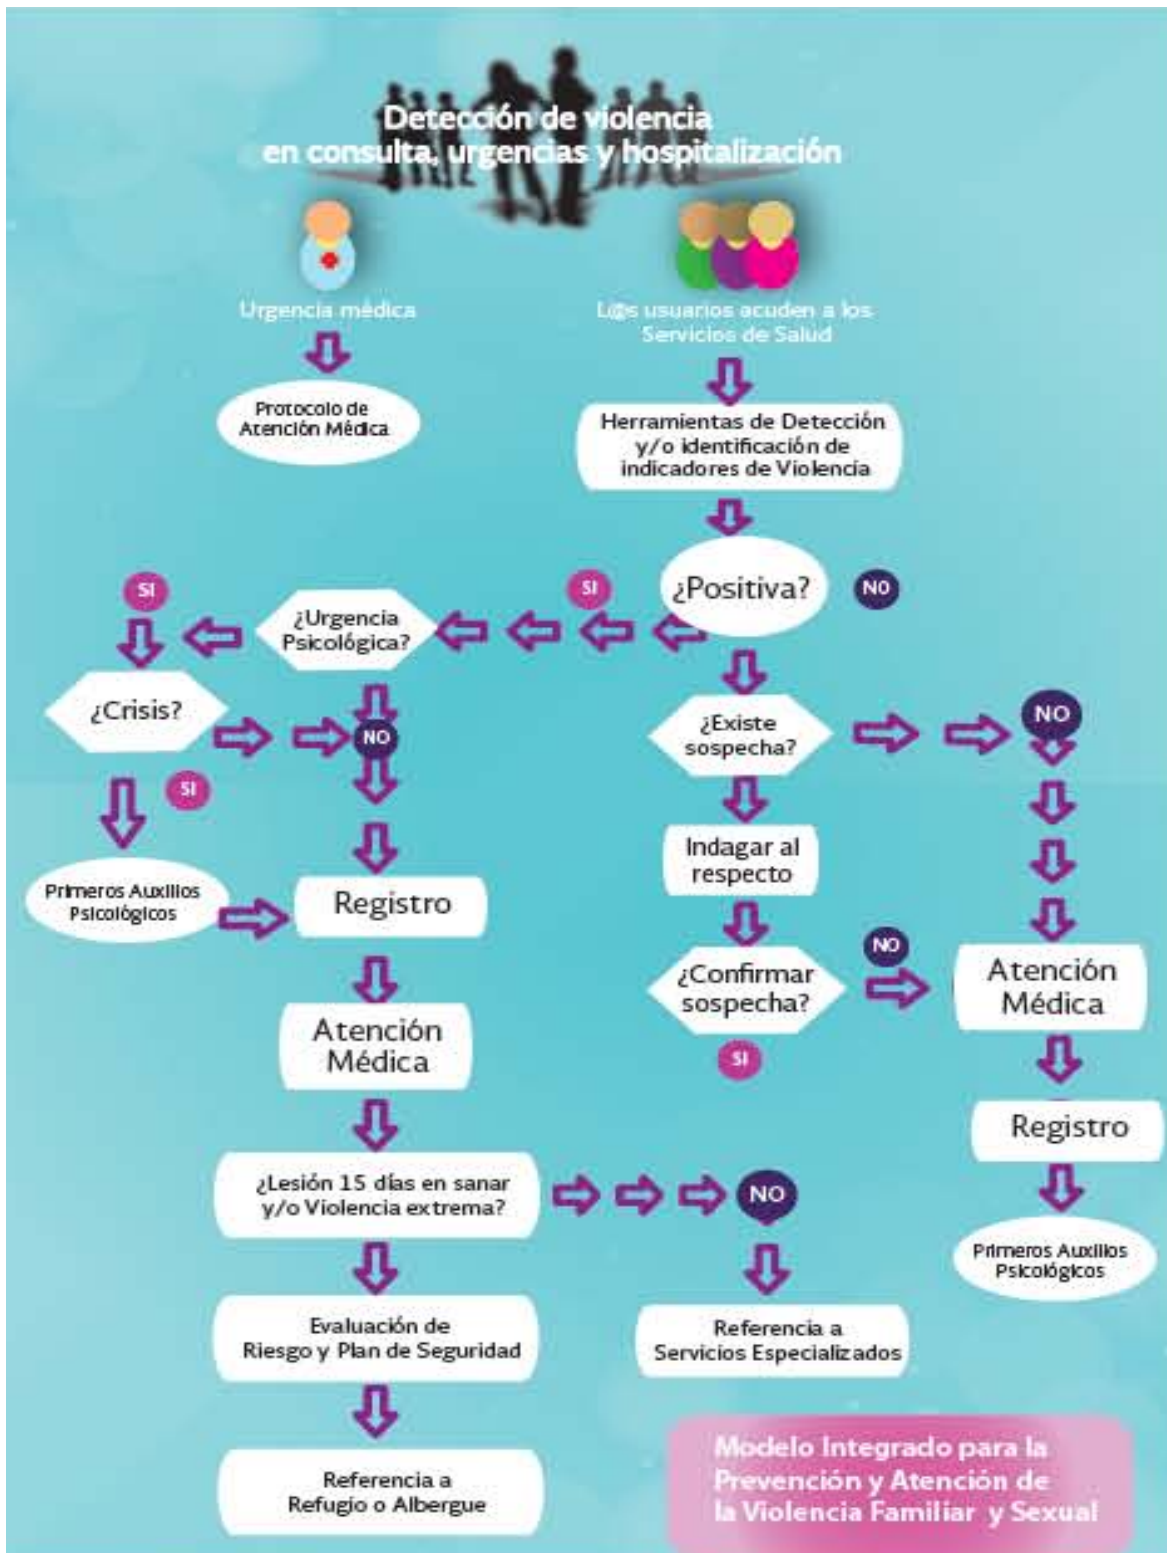 Detección de violencia
en consulta, urgencias y hospitalización
Urgencia médica
L@s usuarios acuden a los
Servicios de Salud
Protocolo de
Atención Médica
Herramientas de Detección
y/o identificación de
indicadores de Violencia
¿Positiva?
NO
SI
¿Urgencia
Psicológica?
SI
¿Crisis?
NO
SI
¿Existe
sospecha?
NO
Indagar al
respecto
Primeros Auxilios
Psicológicos
Registro
¿Confirmar
sospecha?
NO
SI
Atención
Médica
Atención
Médica
Registro
¿Lesión 15 días en sanar
y/o Violencia extrema?
NO
Primeros Auxilios
Psicológicos
Evaluación de
Riesgo y Plan de Seguridad
Referencia a
Servicios Especializados
Referencia a
Refugio o Albergue
Modelo Integrado para la
Prevención y Atención de
la Violencia Familiar y Sexual